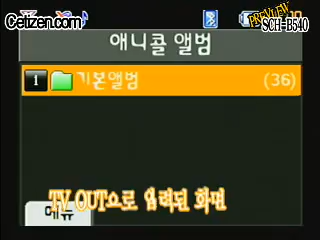 Cetizen.com
PREVIEW
SCH-B540
애니콜 앨범
1 기본앨범 (36)
TV OUT으로 입력된 화면
메뉴